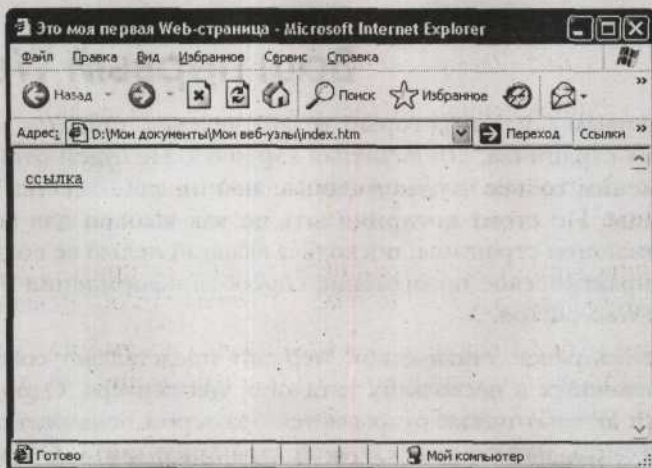 Это моя первая Web-страница - Microsoft Internet Explorer
Файл Правка Вид Избранное Сервис Справка
Назад Поиск Избранное »
Адрес: D:\Мои документы\Мои веб-узлы\index.htm Переход Ссылки »
ссылка
Готово Мой компьютер